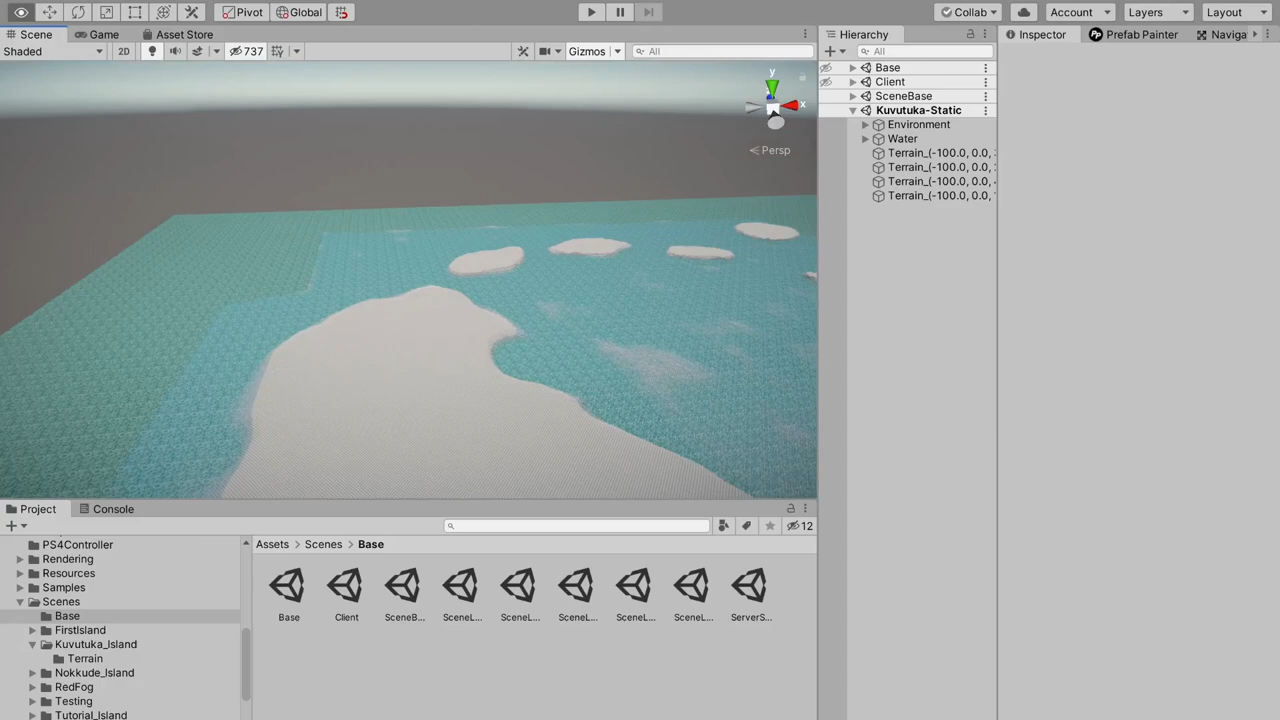 Pivot Global Collab Account Layers Layout
Scene Game Asset Store Hierarchy Inspector Prefab Painter Naviga
Shaded 2D 737 Gizmos All All
y
x
Persp
Base
Client
SceneBase
Kuvutuka-Static
Environment
Water
Terrain_(-100.0, 0.0,
Terrain_(-100.0, 0.0,
Terrain_(-100.0, 0.0,
Terrain_(-100.0, 0.0,
Project Console
12
PS4Controller
Rendering
Resources
Samples
Scenes
Base
FirstIsland
Kuvutuka_Island
Terrain
Nokkude_Island
RedFog
Testing
Tutorial_Island
Assets > Scenes > Base
Base Client SceneB... SceneL... SceneL... SceneL... SceneL... SceneL... ServerS...